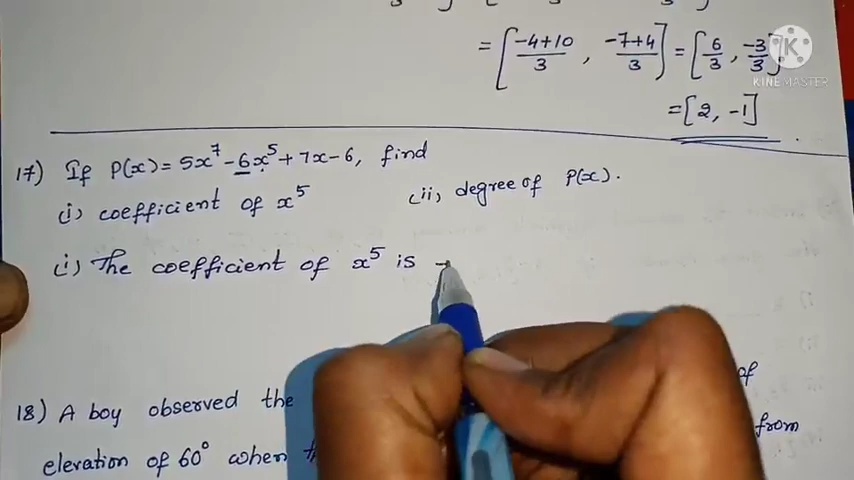 = [-4+10/3 , -7+4/3] = [6/3 , -3/3]
K
KINEMASTER
= [2, -1]
17) If P(x) = 5x⁷ - 6x⁵ + 7x - 6, find
(i) coefficient of x⁵ (ii) degree of P(x).
(i) The coefficient of x⁵ is -
18) A boy observed the of
elevation of 60° when from